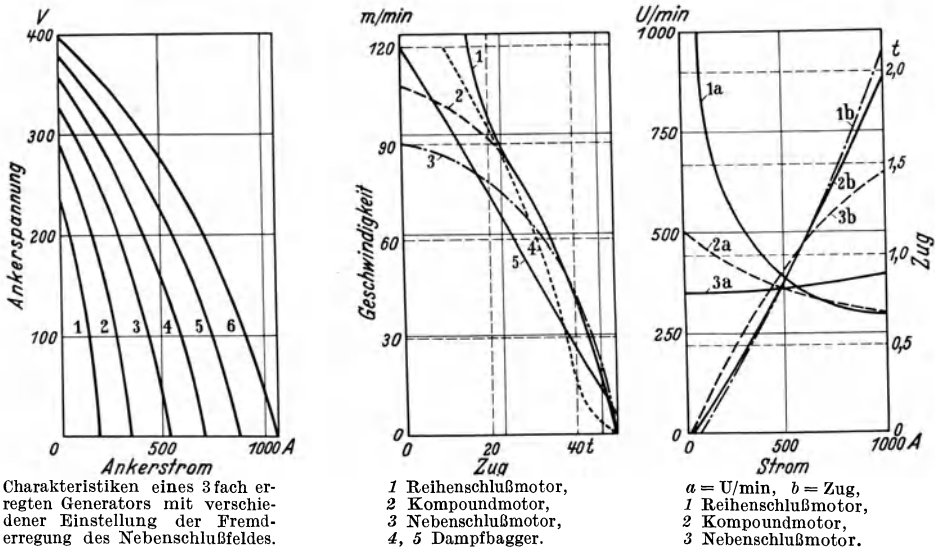 V
400
300
200
100
0
Ankerspannung
1 2 3 4 5 6
0 500 1000 A
Ankerstrom
Charakteristiken eines 3fach er-
regten Generators mit verschie-
dener Einstellung der Fremd-
erregung des Nebenschlußfeldes.
m/min
120
90
60
30
0
Geschwindigkeit
1
2
3
4
5
0 20 40 t
Zug
1 Reihenschlußmotor,
2 Kompoundmotor,
3 Nebenschlußmotor,
4, 5 Dampfbagger.
U/min
1000
750
500
250
0
t
2,0
1,5
1,0
0,5
0
Zug
1a
1b
2b
3b
2a
3a
0 500 1000 A
Strom
a = U/min, b = Zug,
1 Reihenschlußmotor,
2 Kompoundmotor,
3 Nebenschlußmotor.